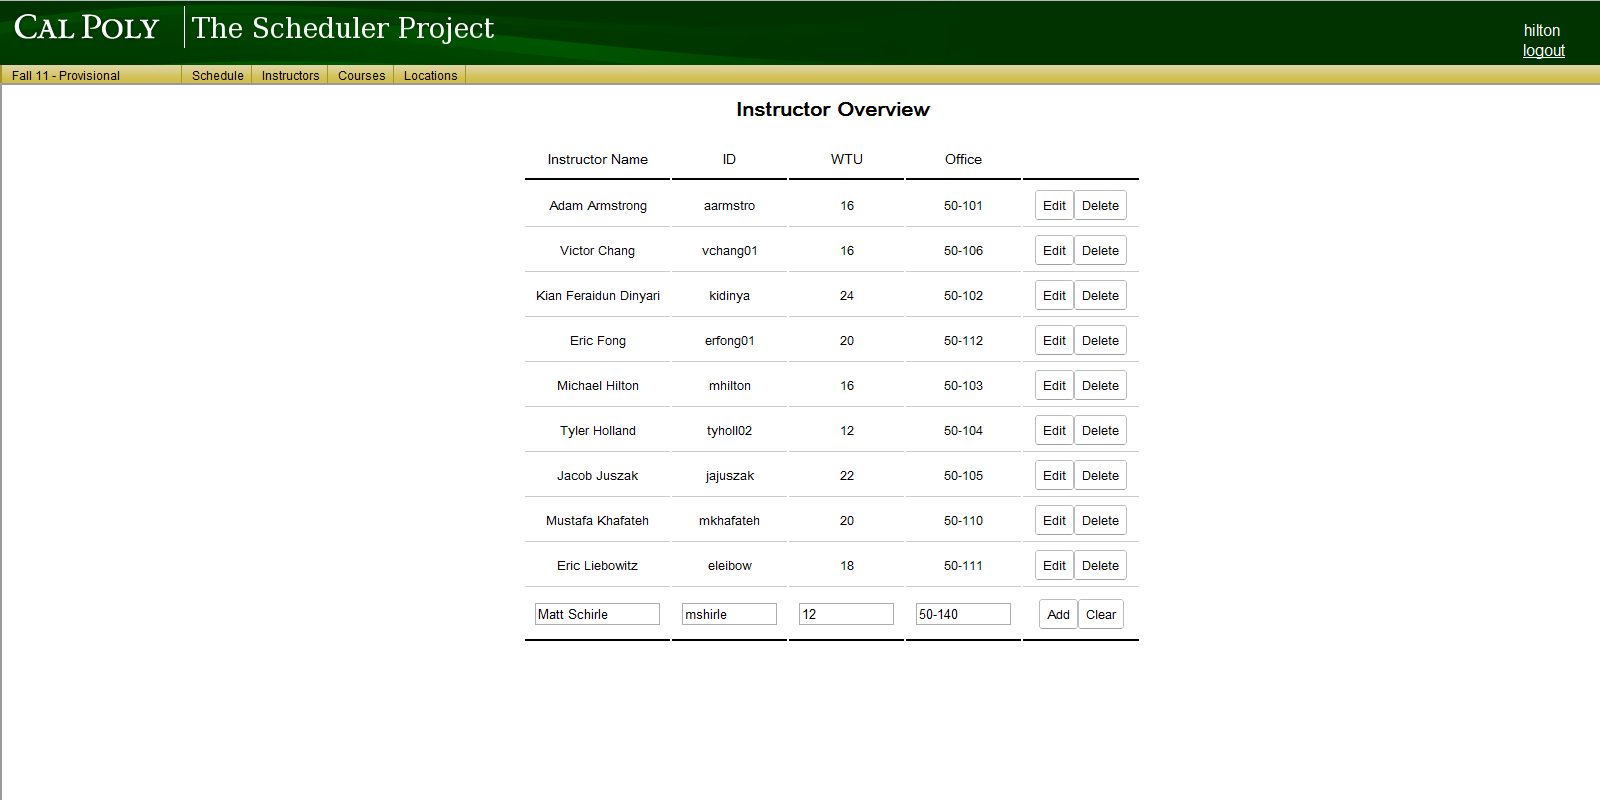 CAL POLY The Scheduler Project
hilton
logout
Fall 11 - Provisional Schedule Instructors Courses Locations
Instructor Overview
Instructor Name ID WTU Office
Adam Armstrong aarmstro 16 50-101 Edit Delete
Victor Chang vchang01 16 50-106 Edit Delete
Kian Feraidun Dinyari kidinya 24 50-102 Edit Delete
Eric Fong erfong01 20 50-112 Edit Delete
Michael Hilton mhilton 16 50-103 Edit Delete
Tyler Holland tyholl02 12 50-104 Edit Delete
Jacob Juszak jajuszak 22 50-105 Edit Delete
Mustafa Khafateh mkhafateh 20 50-110 Edit Delete
Eric Liebowitz eleibow 18 50-111 Edit Delete
Matt Schirle mshirle 12 50-140 Add Clear